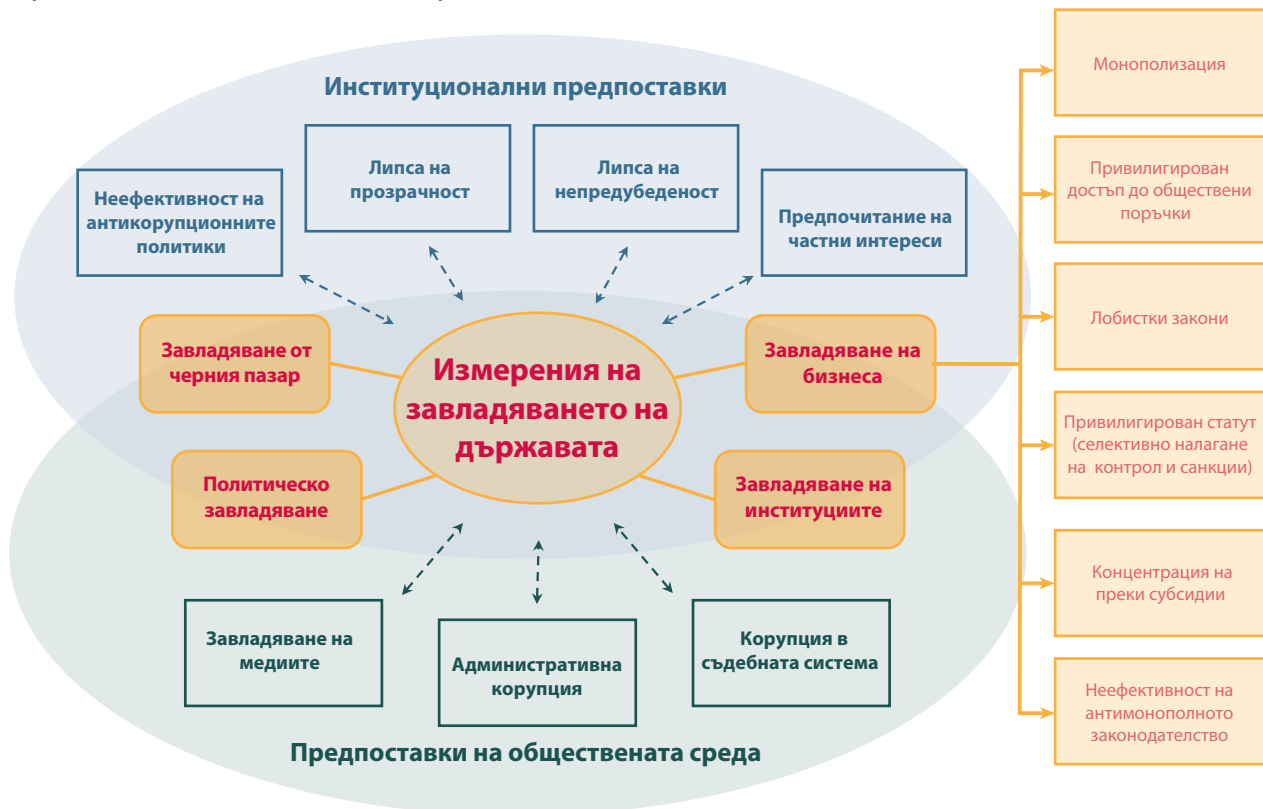 Институционални предпоставки
Неефективност на
антикорупционните
политики
Липса на
прозрачност
Липса на
непредубеденост
Предпочитание на
частни интереси
Завладяване от
черния пазар
Измерения на
завладяването на
държавата
Завладяване на
бизнеса
Политическо
завладяване
Завладяване на
институциите
Завладяване на
медиите
Административна
корупция
Корупция в
съдебната система
Предпоставки на обществената среда
Монополизация
Привилигирован
достъп до обществени
поръчки
Лобистки закони
Привилигирован статут
(селективно налагане
на контрол и санкции)
Концентрация на
преки субсидии
Неефективност на
антимонополното
законодателство